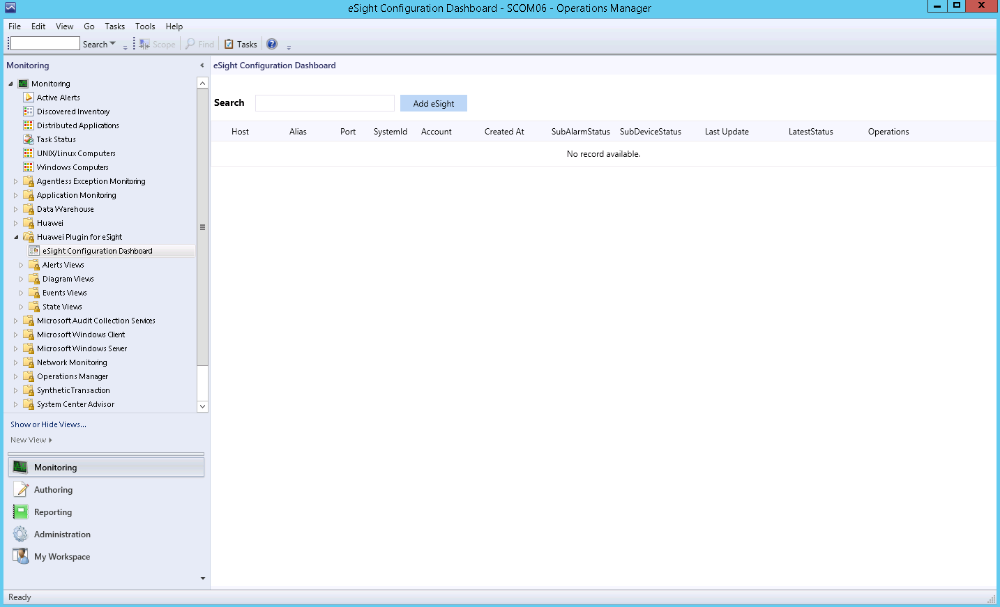 eSight Configuration Dashboard - SCOM06 - Operations Manager
File Edit View Go Tasks Tools Help
Search Scope Find Tasks
Monitoring
eSight Configuration Dashboard
Monitoring
Active Alerts
Discovered Inventory
Distributed Applications
Task Status
UNIX/Linux Computers
Windows Computers
Agentless Exception Monitoring
Application Monitoring
Data Warehouse
Huawei
Huawei Plugin for eSight
eSight Configuration Dashboard
Alerts Views
Diagram Views
Events Views
State Views
Microsoft Audit Collection Services
Microsoft Windows Client
Microsoft Windows Server
Network Monitoring
Operations Manager
Synthetic Transaction
System Center Advisor
Show or Hide Views...
New View
Monitoring
Authoring
Reporting
Administration
My Workspace
Search Add eSight
Host Alias Port SystemId Account Created At SubAlarmStatus SubDeviceStatus Last Update LatestStatus Operations
No record available.
Ready